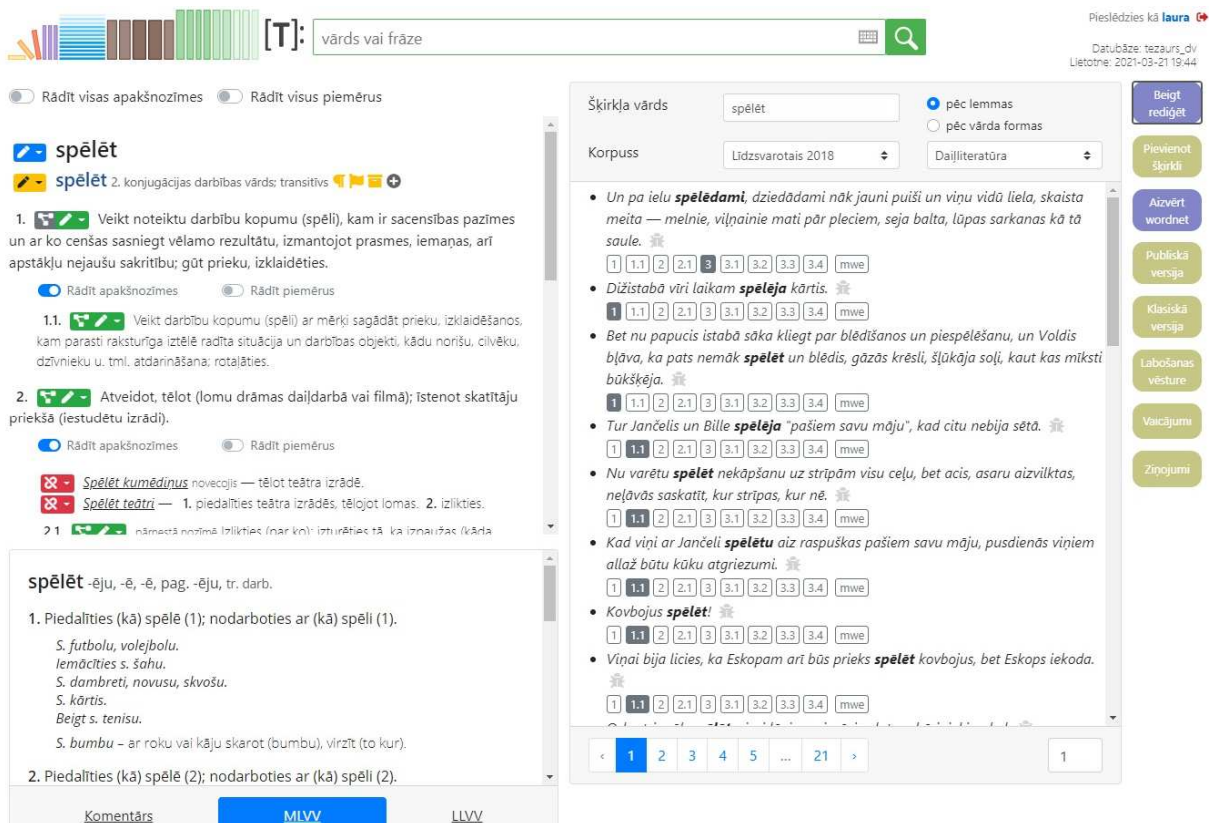 [T]:
vārds vai frāze
Pieslēdzies kā laura
Datubāze: tezaurs_dv
Lietotne: 2021-03-21 19:44
Rādīt visas apakšnozīmes Rādīt visus piemērus
spēlēt
spēlēt 2. konjugācijas darbības vārds; transitīvs
1. Veikt noteiktu darbību kopumu (spēli), kam ir sacensības pazīmes
un ar ko cenšas sasniegt vēlamo rezultātu, izmantojot prasmes, iemaņas, arī
apstākļu nejaušu sakritību; gūt prieku, izklaidēties.
Rādīt apakšnozīmes Rādīt piemērus
1.1. Veikt darbību kopumu (spēli) ar mērķi sagādāt prieku, izklaidēšanos,
kam parasti raksturīga iztēlē radīta situācija un darbības objekti, kādu norišu, cilvēku,
dzīvnieku u. tml. atdarināšana; rotaļāties.
2. Atveidot, tēlot (lomu drāmas daiļdarbā vai filmā); īstenot skatītāju
priekšā (iestudētu izrādi).
Rādīt apakšnozīmes Rādīt piemērus
Spēlēt kumēdiņus novecojis — tēlot teātra izrādē.
Spēlēt teātri — 1. piedalīties teātra izrādēs, tēlojot lomas. 2. izlikties.
2.1. pārnestā nozīmē Izlikties (par ko); izturēties tā, ka izpaužas (kāda
spēlēt -ēju, -ē, -ē, pag. -ēju, tr. darb.
1. Piedalīties (kā) spēlē (1); nodarboties ar (kā) spēli (1).
S. futbolu, volejbolu.
Iemācīties s. šahu.
S. dambreti, novusu, skvošu.
S. kārtis.
Beigt s. tenisu.
S. bumbu – ar roku vai kāju skarot (bumbu), virzīt (to kur).
2. Piedalīties (kā) spēlē (2); nodarboties ar (kā) spēli (2).
Komentārs MLVV LLVV
Šķirkļa vārds spēlēt pēc lemmas
pēc vārda formas
Korpuss Līdzsvarotais 2018 Daiļliteratūra
• Un pa ielu spēlēdami, dziedādami nāk jauni puiši un viņu vidū liela, skaista
meita — melnie, viļņainie mati pār pleciem, seja balta, lūpas sarkanas kā tā
saule.
1 1.1 2 2.1 3 3.1 3.2 3.3 3.4 mwe
• Dižistabā vīri laikam spēlēja kārtis.
1 1.1 2 2.1 3 3.1 3.2 3.3 3.4 mwe
• Bet nu papucis istabā sāka kliegt par blēdīšanos un piespēlēšanu, un Voldis
bļāva, ka pats nemāk spēlēt un blēdis, gāzās krēsli, šļūkāja soļi, kaut kas mīksti
būkšķēja.
1 1.1 2 2.1 3 3.1 3.2 3.3 3.4 mwe
• Tur Jančelis un Bille spēlēja "pašiem savu māju", kad citu nebija sētā.
1 1.1 2 2.1 3 3.1 3.2 3.3 3.4 mwe
• Nu varētu spēlēt nekāpšanu uz strīpām visu ceļu, bet acis, asaru aizvilktas,
neļāvās saskatīt, kur strīpas, kur nē.
1 1.1 2 2.1 3 3.1 3.2 3.3 3.4 mwe
• Kad viņi ar Jančeli spēlētu aiz raspuškas pašiem savu māju, pusdienās viņiem
allaž būtu kūku atgriezumi.
1 1.1 2 2.1 3 3.1 3.2 3.3 3.4 mwe
• Kovbojus spēlēt!
1 1.1 2 2.1 3 3.1 3.2 3.3 3.4 mwe
• Viņai bija licies, ka Eskopam arī būs prieks spēlēt kovbojus, bet Eskops iekoda.
1 1.1 2 2.1 3 3.1 3.2 3.3 3.4 mwe
‹ 1 2 3 4 5 ... 21 › 1
Beigt
rediģēt
Pievienot
šķirkli
Aizvērt
wordnet
Publiskā
versija
Klasiskā
versija
Labošanas
vēsture
Vaicājumi
Ziņojumi